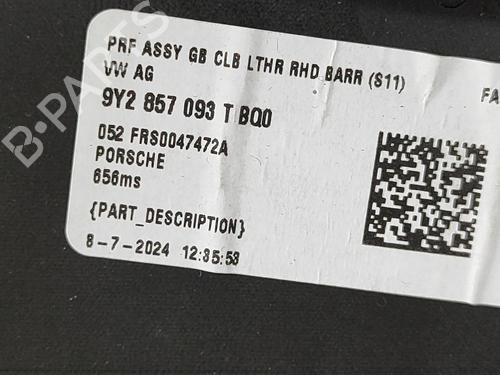 PRF ASSY GB CLB LTHR RHD BARR (S11)
VW AG
FA
9Y2 857 093 T BQ0
052 FRS0047472A
PORSCHE
656ms
{PART_DESCRIPTION}
8-7-2024 12:35:53
B-PARTS